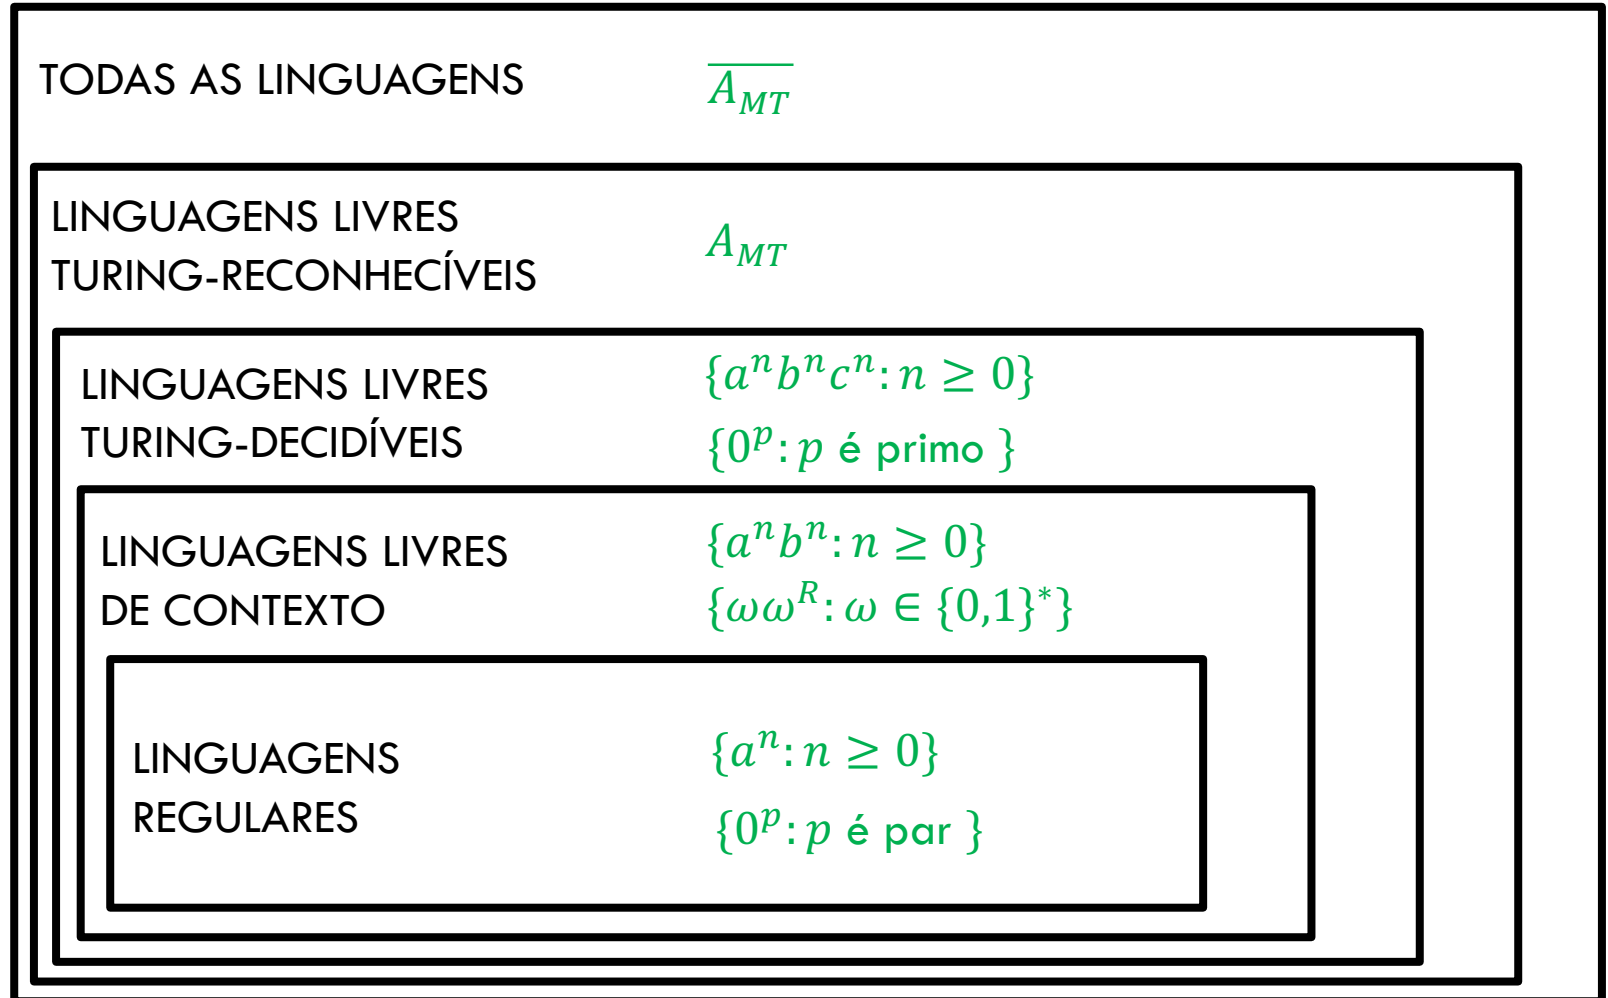 TODAS AS LINGUAGENS $\overline{A_{MT}}$
LINGUAGENS LIVRES
TURING-RECONHECÍVEIS $A_{MT}$
LINGUAGENS LIVRES $\{a^n b^n c^n : n \geq 0\}$
TURING-DECIDÍVEIS $\{0^p : p$ é primo $\}$
LINGUAGENS LIVRES $\{a^n b^n : n \geq 0\}$
DE CONTEXTO $\{\omega\omega^R : \omega \in \{0,1\}^*\}$
LINGUAGENS $\{a^n : n \geq 0\}$
REGULARES $\{0^p : p$ é par $\}$